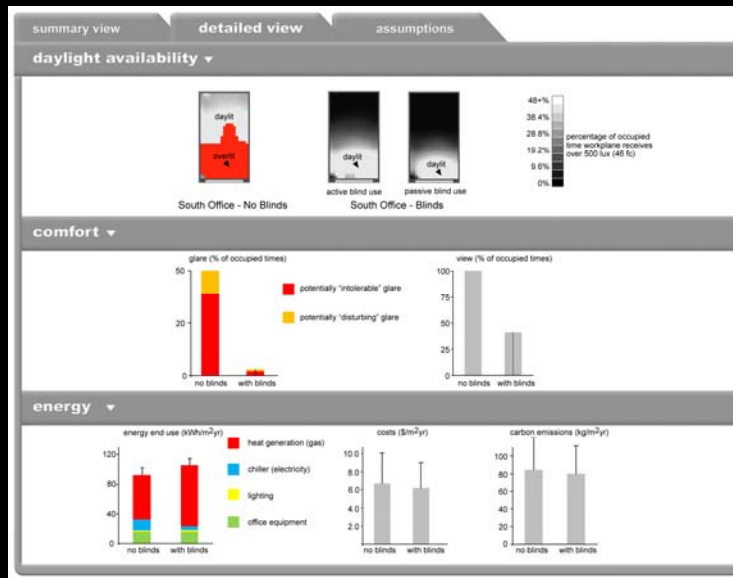 summary view
detailed view
assumptions
daylight availability
daylit
overlit
daylit
daylit
active blind use
passive blind use
South Office - No Blinds
South Office - Blinds
48+%
38.4%
28.8%
19.2%
9.6%
0%
percentage of occupied
time workplane receives
over 500 lux (46 fc)
comfort
glare (% of occupied times)
50
20
0
no blinds
with blinds
potentially "intolerable" glare
potentially "disturbing" glare
view (% of occupied times)
100
75
50
25
0
no blinds
with blinds
energy
energy end use (kWh/m2yr)
120
80
40
0
no blinds
with blinds
heat generation (gas)
chiller (electricity)
lighting
office equipment
costs ($/m2yr)
10.0
8.0
6.0
4.0
2.0
no blinds
with blinds
carbon emissions (kg/m2yr)
100
80
60
40
20
0
no blinds
with blinds